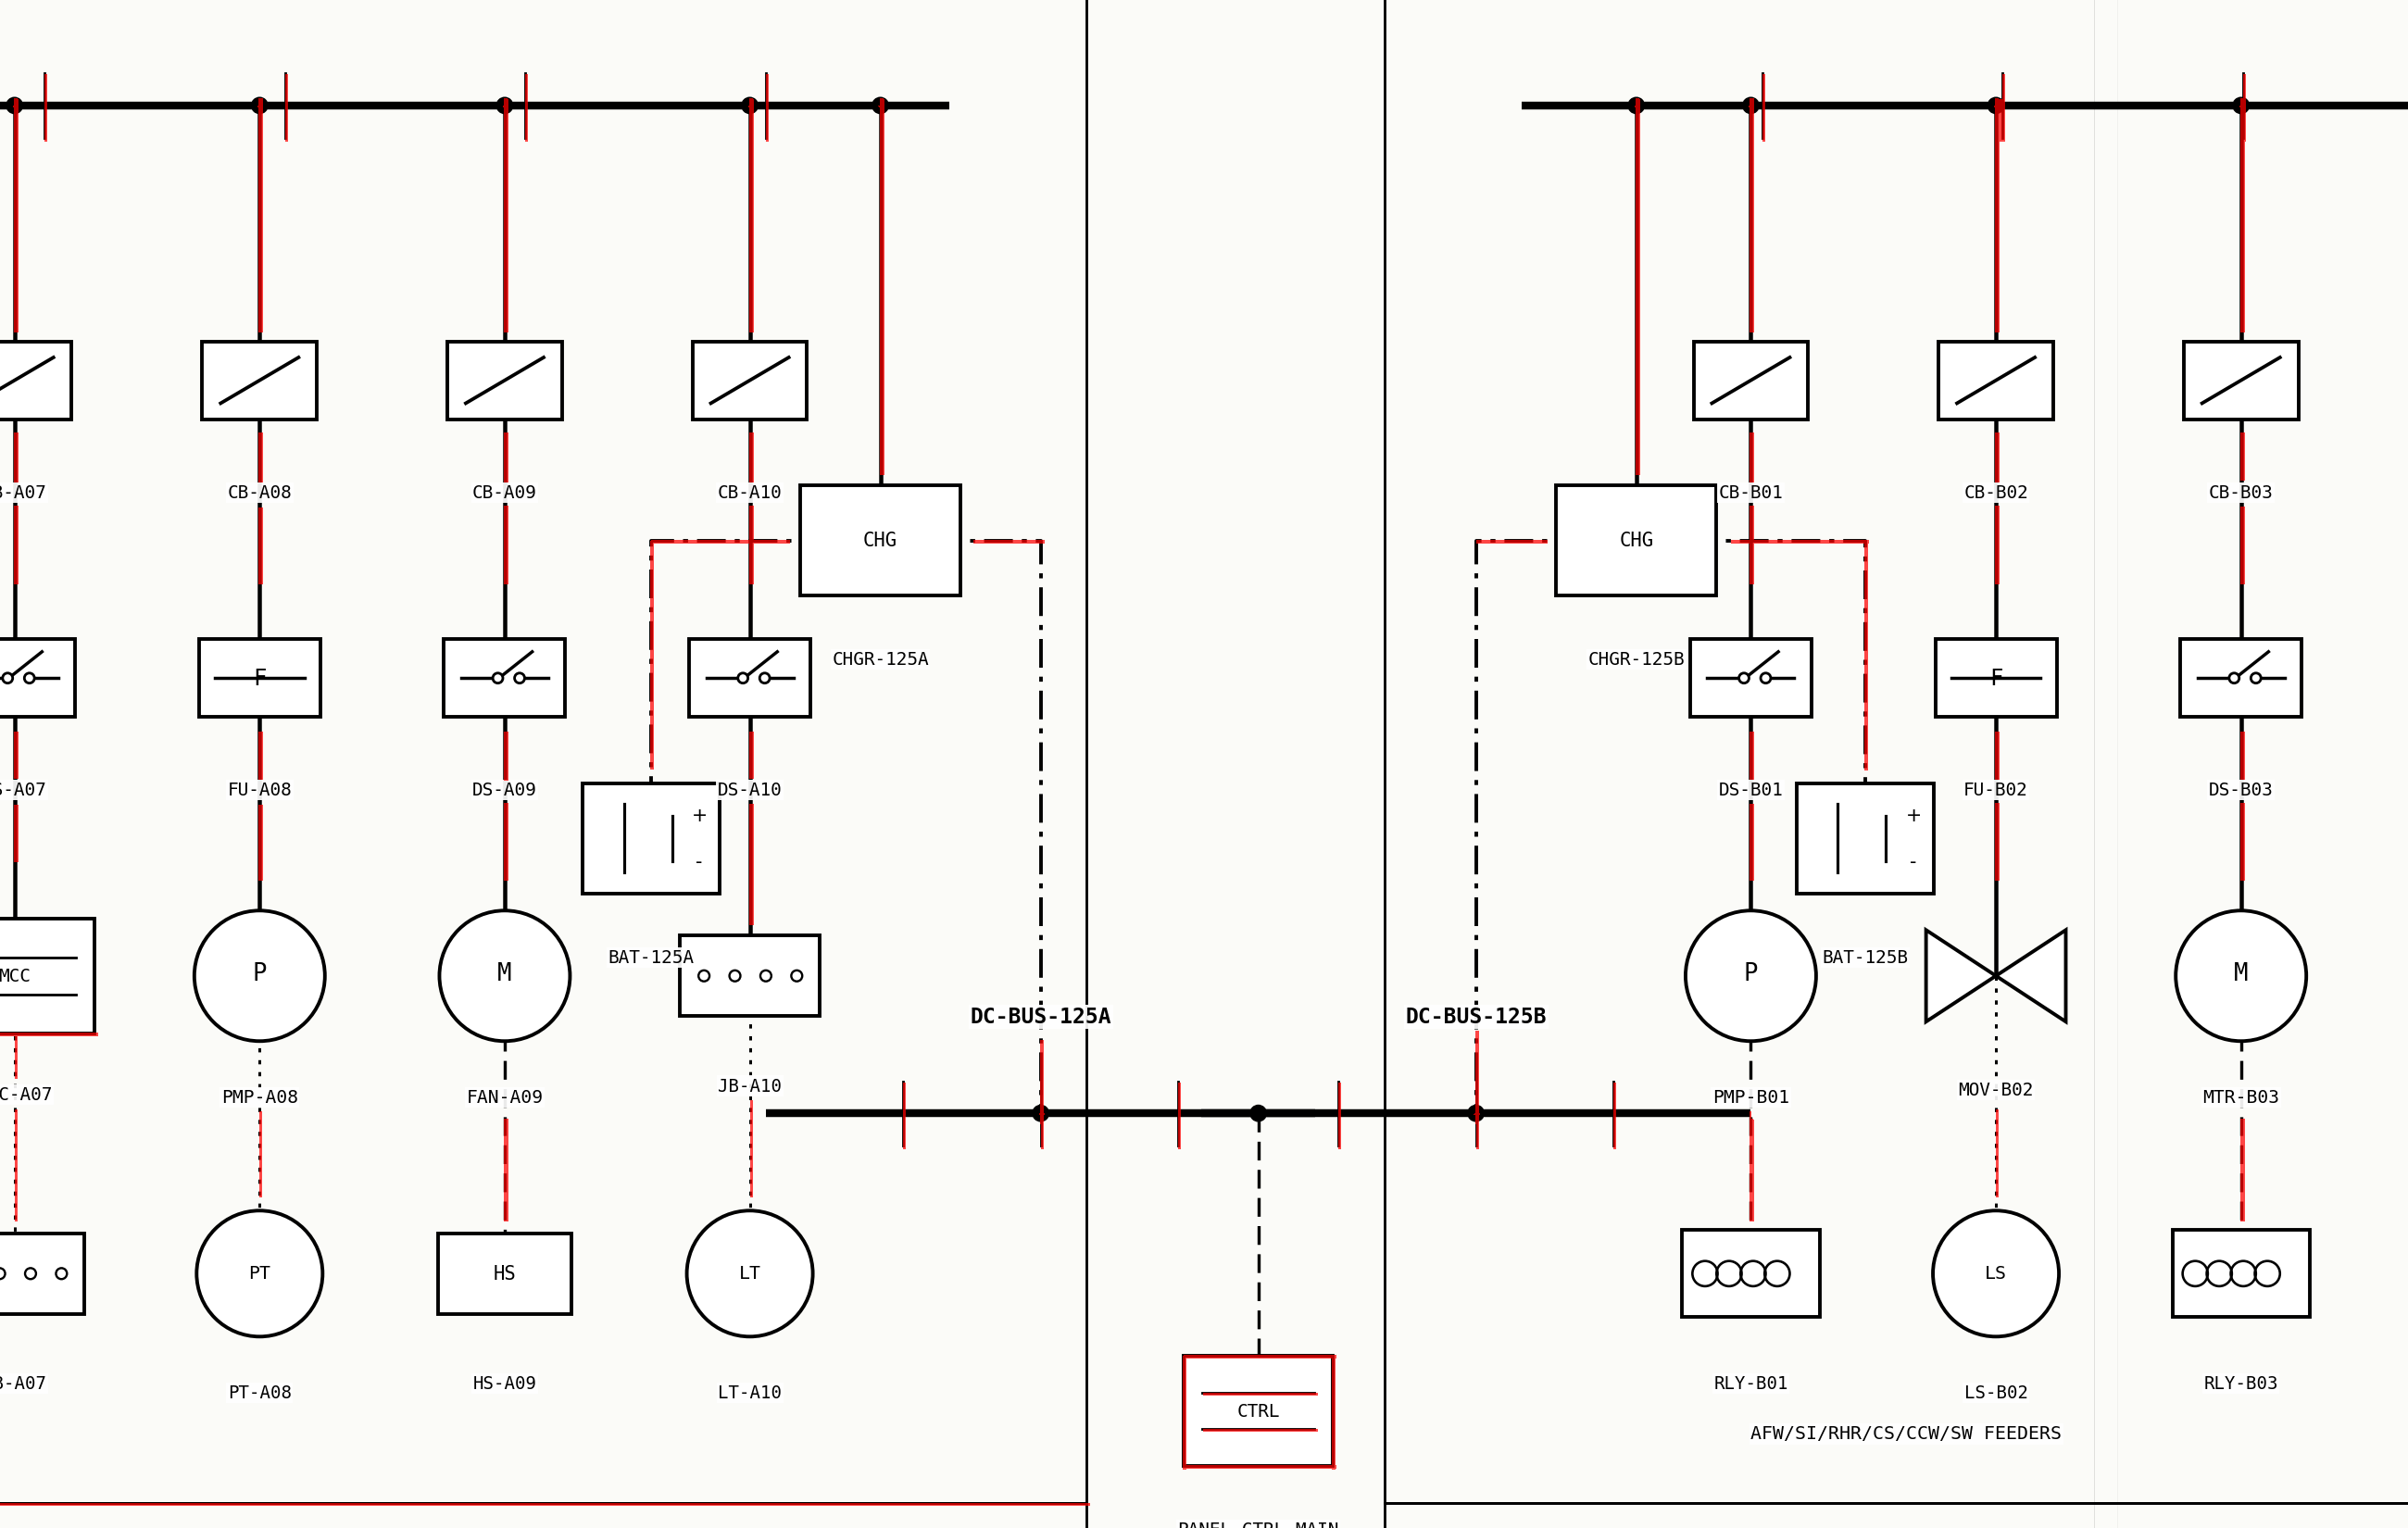 CB-A08
CB-A09
CB-A10
CB-B01
CB-B02
CB-B03
CHG
CHG
CHGR-125A
CHGR-125B
F
F
FU-A08
DS-A09
DS-A10
DS-B01
FU-B02
DS-B03
+
-
+
-
BAT-125A
BAT-125B
MCC
P
M
P
M
DC-BUS-125A
DC-BUS-125B
PMP-A08
FAN-A09
JB-A10
PMP-B01
MOV-B02
MTR-B03
PT
HS
LT
LS
PT-A08
HS-A09
LT-A10
RLY-B01
LS-B02
RLY-B03
CTRL
AFW/SI/RHR/CS/CCW/SW FEEDERS